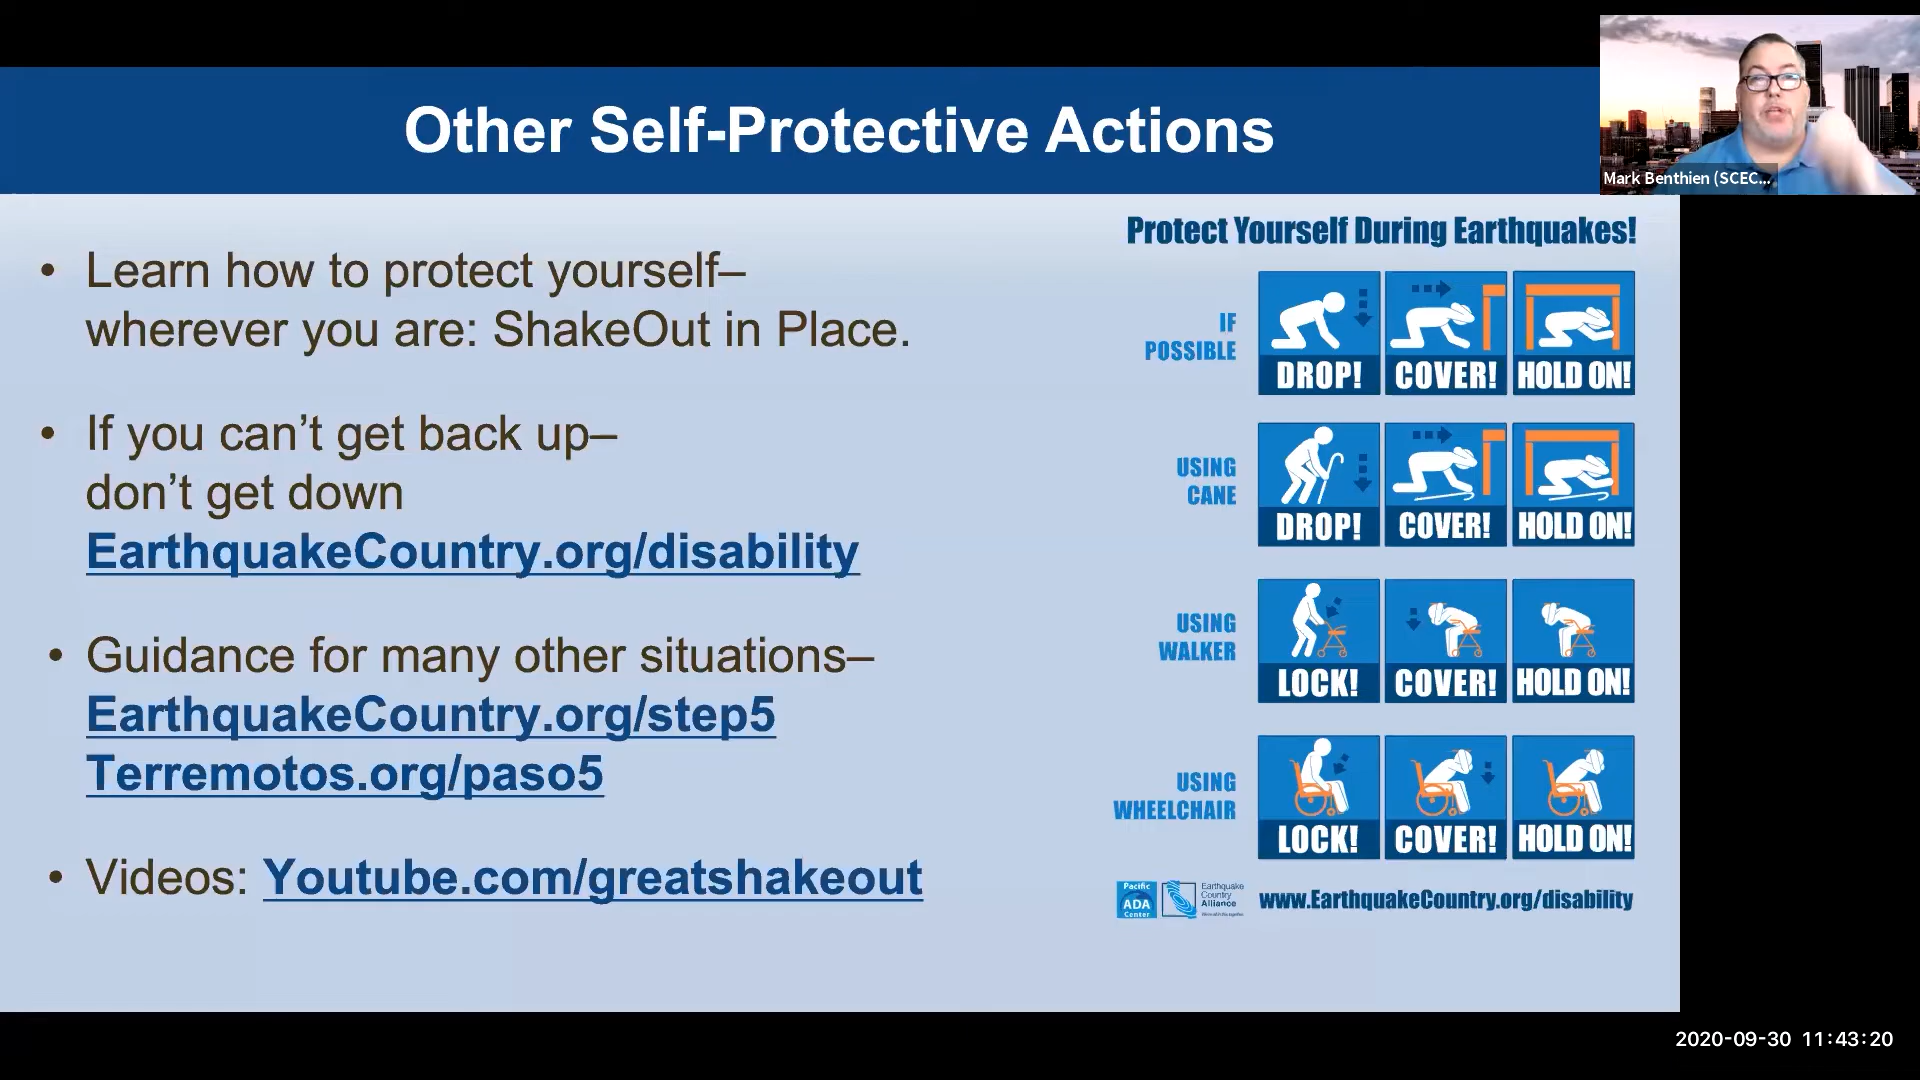 Other Self-Protective Actions
Mark Benthien (SCEC...
• Learn how to protect yourself–
wherever you are: ShakeOut in Place.
• If you can’t get back up–
don’t get down
EarthquakeCountry.org/disability
• Guidance for many other situations–
EarthquakeCountry.org/step5
Terremotos.org/paso5
• Videos: Youtube.com/greatshakeout
Protect Yourself During Earthquakes!
IF
POSSIBLE
DROP! COVER! HOLD ON!
USING
CANE
DROP! COVER! HOLD ON!
USING
WALKER
LOCK! COVER! HOLD ON!
USING
WHEELCHAIR
LOCK! COVER! HOLD ON!
Pacific
ADA
Center
Earthquake
Country
Alliance
www.EarthquakeCountry.org/disability
2020-09-30 11:43:20